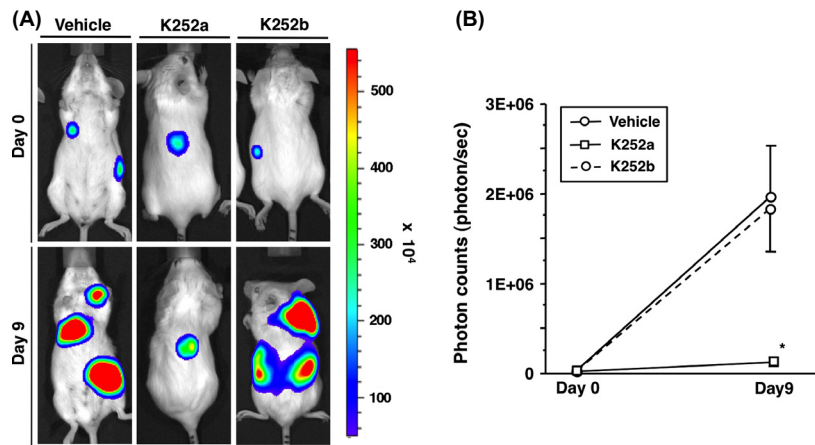 (A)
Vehicle K252a K252b
Day 0
Day 9
500
400
300
200
100
x 10⁴
(B)
Photon counts (photon/sec)
3E+06
2E+06
1E+06
0
Vehicle
K252a
K252b
*
Day 0 Day9